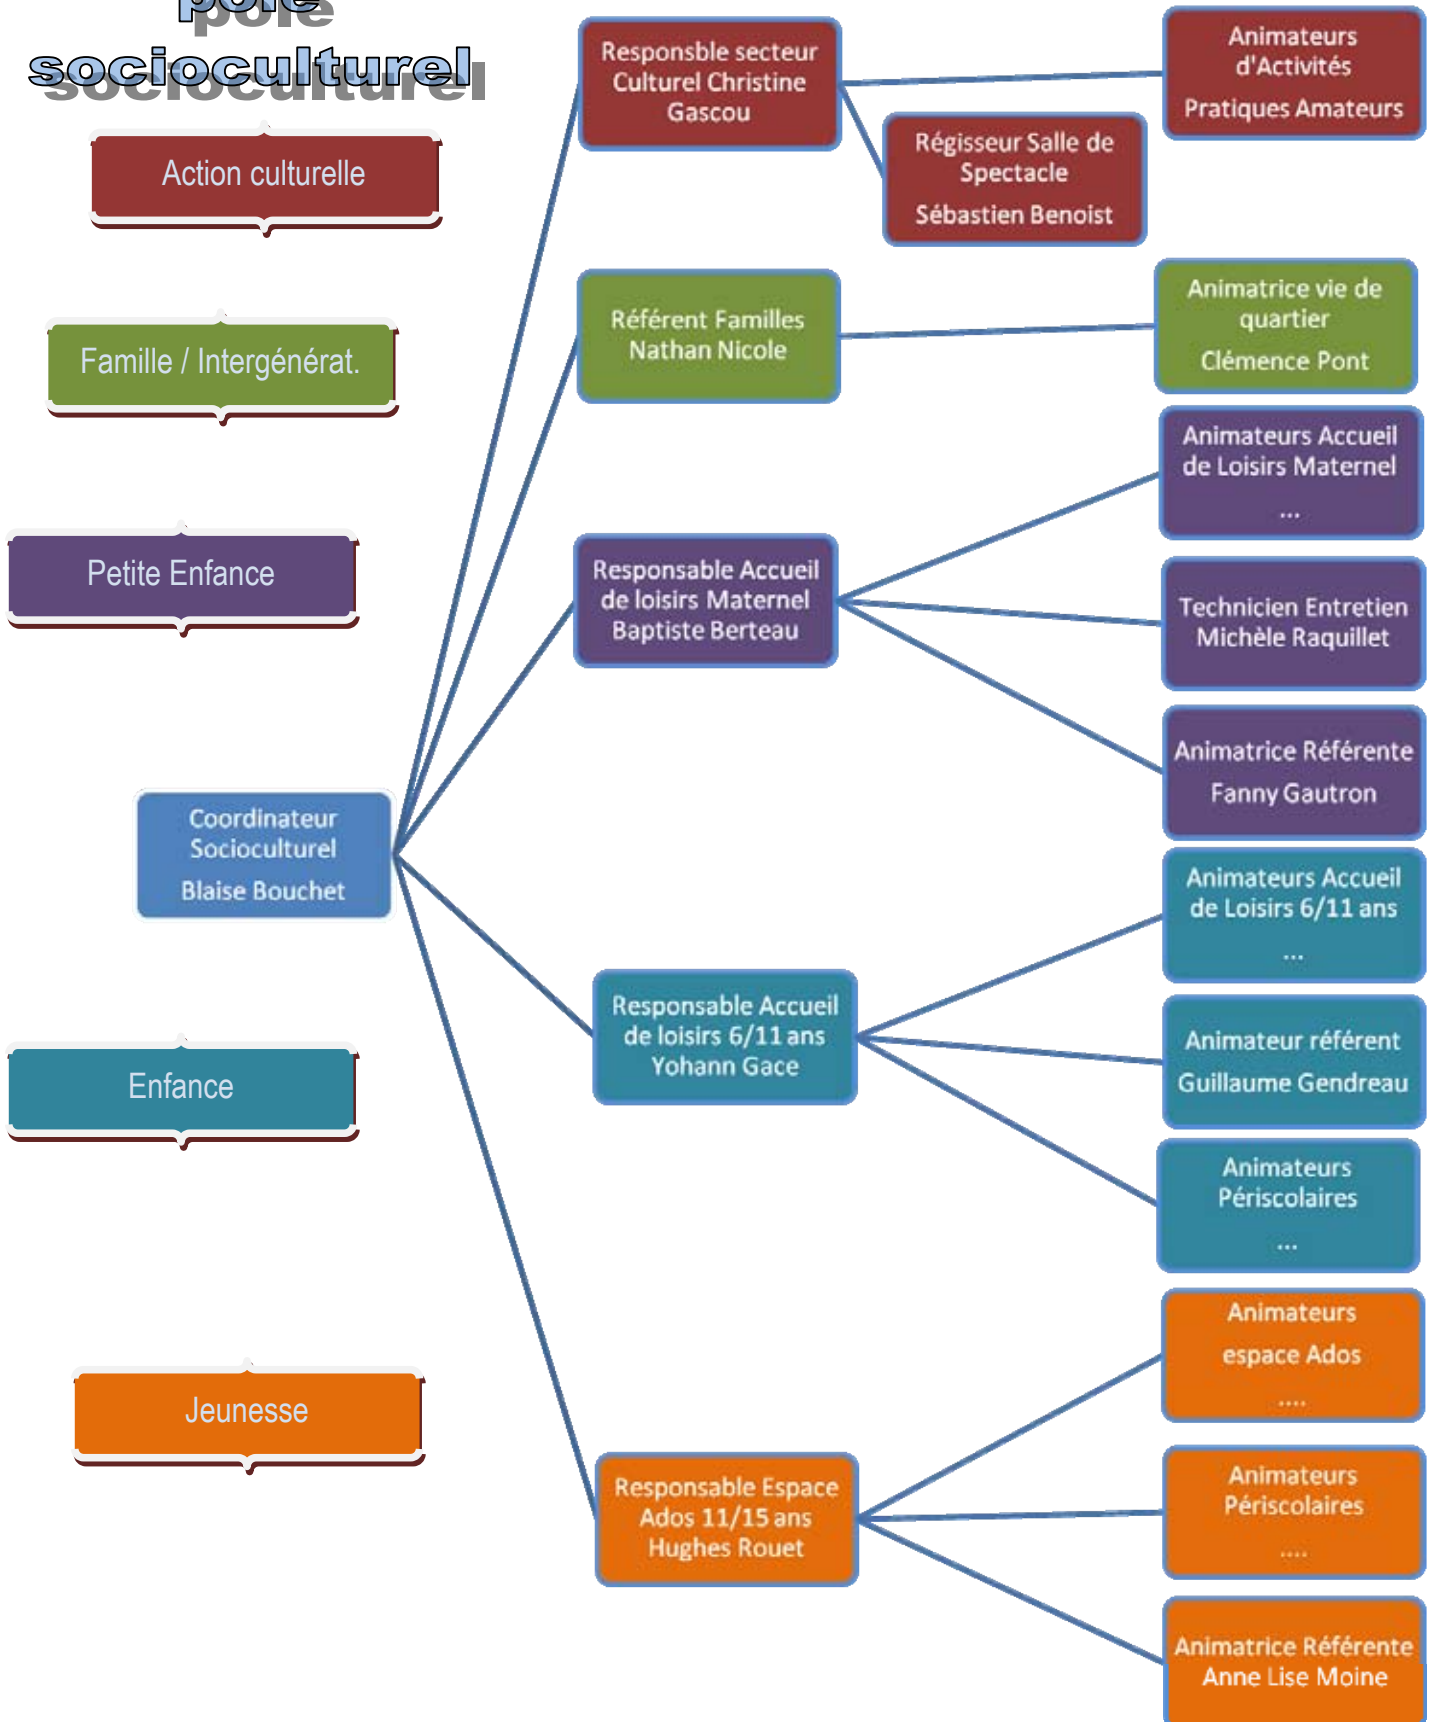 pôle
socioculturel
Action culturelle
Famille / Intergénérat.
Petite Enfance
Coordinateur
Socioculturel
Blaise Bouchet
Enfance
Jeunesse
Responsble secteur
Culturel Christine
Gascou
Animateurs
d'Activités
Pratiques Amateurs
Régisseur Salle de
Spectacle
Sébastien Benoist
Référent Familles
Nathan Nicole
Animatrice vie de
quartier
Clémence Pont
Responsable Accueil
de loisirs Maternel
Baptiste Berteau
Animateurs Accueil
de Loisirs Maternel
...
Technicien Entretien
Michèle Raquillet
Animatrice Référente
Fanny Gautron
Responsable Accueil
de loisirs 6/11 ans
Yohann Gace
Animateurs Accueil
de Loisirs 6/11 ans
...
Animateur référent
Guillaume Gendreau
Animateurs
Périscolaires
...
Responsable Espace
Ados 11/15 ans
Hughes Rouet
Animateurs
espace Ados
....
Animateurs
Périscolaires
....
Animatrice Référente
Anne Lise Moine